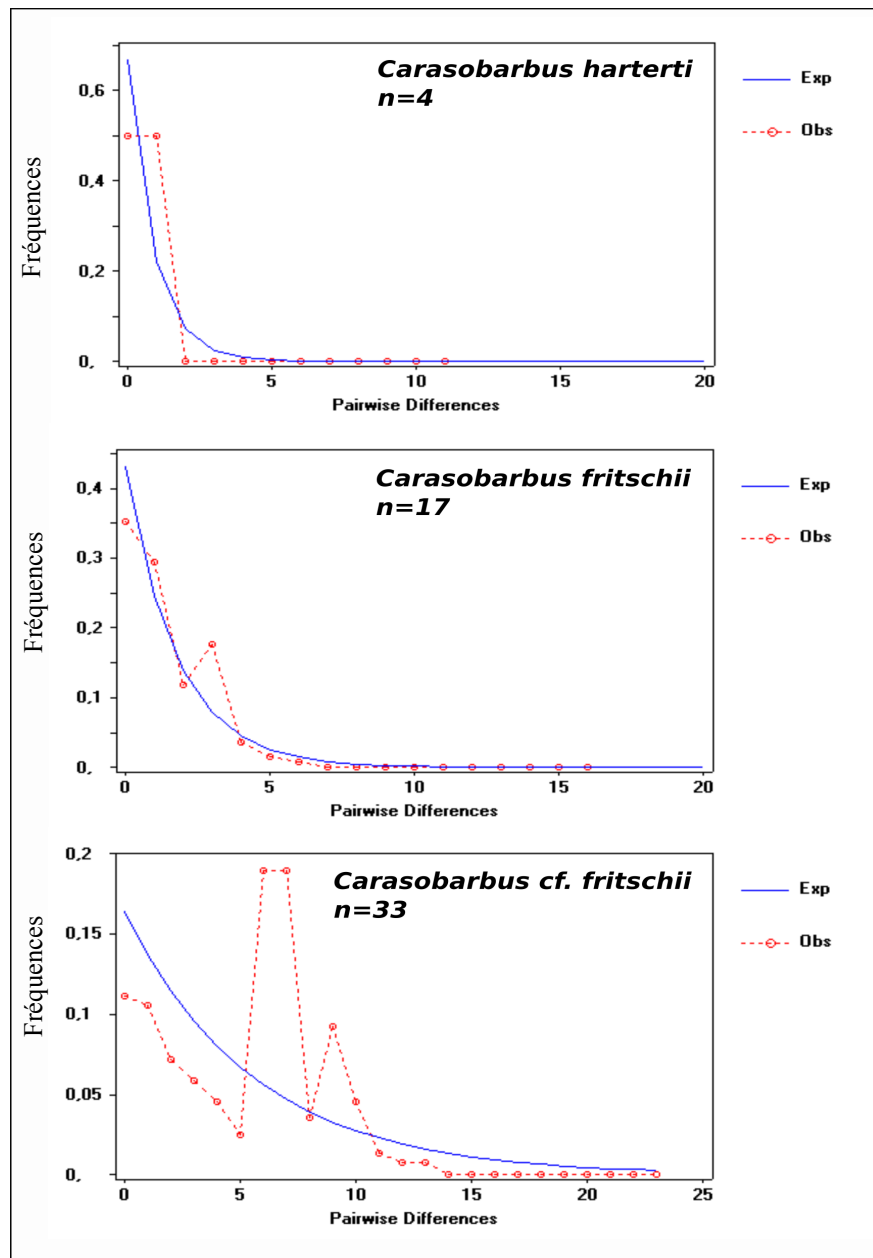 Carasobarbus harterti
n=4
Exp
Obs
Fréquences
0,6
0,4
0,2
0,
0 5 10 15 20
Pairwise Differences
Carasobarbus fritschii
n=17
Exp
Obs
Fréquences
0,4
0,3
0,2
0,1
0,
0 5 10 15 20
Pairwise Differences
Carasobarbus cf. fritschii
n=33
Exp
Obs
Fréquences
0,2
0,15
0,1
0,05
0,
0 5 10 15 20 25
Pairwise Differences